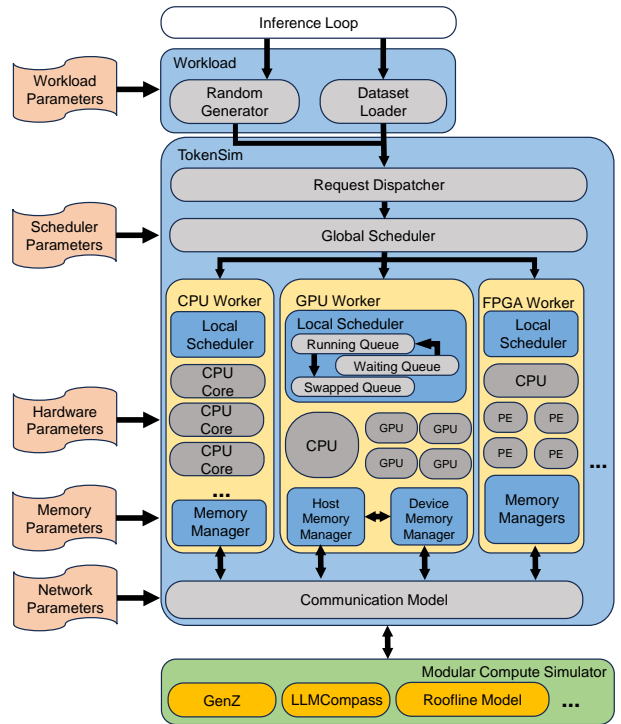 Inference Loop
Workload
Workload
Parameters
Random
Generator
Dataset
Loader
TokenSim
Request Dispatcher
Scheduler
Parameters
Global Scheduler
CPU Worker
Local
Scheduler
CPU
Core
CPU
Core
CPU
Core
...
Memory
Manager
GPU Worker
Local Scheduler
Running Queue
Waiting Queue
Swapped Queue
CPU
GPU
GPU
GPU
GPU
Host
Memory
Manager
Device
Memory
Manager
FPGA Worker
Local
Scheduler
CPU
PE
PE
PE
PE
Memory
Managers
...
Hardware
Parameters
Memory
Parameters
Network
Parameters
Communication Model
Modular Compute Simulator
GenZ
LLMCompass
Roofline Model
...